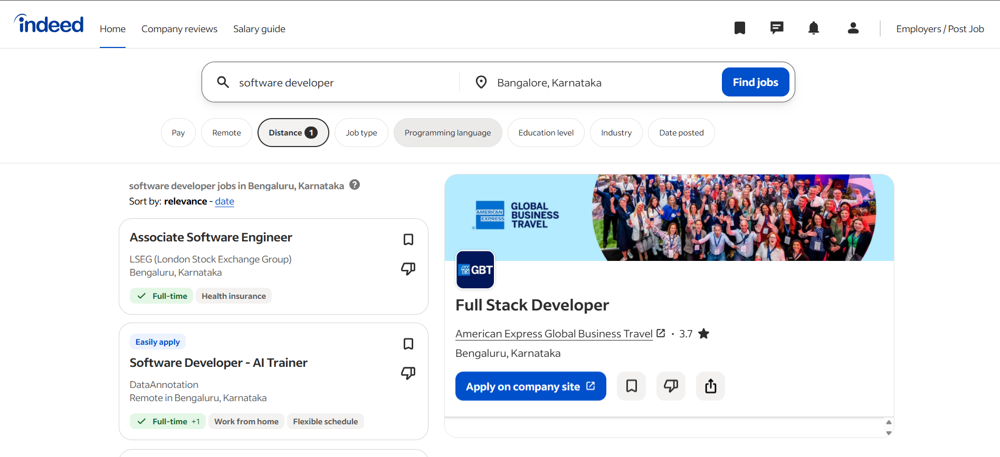 indeed
Home
Company reviews
Salary guide
Employers / Post Job
software developer
Bangalore, Karnataka
Find jobs
Pay
Remote
Distance 1
Job type
Programming language
Education level
Industry
Date posted
software developer jobs in Bengaluru, Karnataka ?
Sort by: relevance - date
Associate Software Engineer
LSEG (London Stock Exchange Group)
Bengaluru, Karnataka
Full-time
Health insurance
Easily apply
Software Developer - AI Trainer
DataAnnotation
Remote in Bengaluru, Karnataka
Full-time +1
Work from home
Flexible schedule
AMERICAN
EXPRESS
GLOBAL
BUSINESS
TRAVEL
AM
EX
GBT
Full Stack Developer
American Express Global Business Travel · 3.7
Bengaluru, Karnataka
Apply on company site